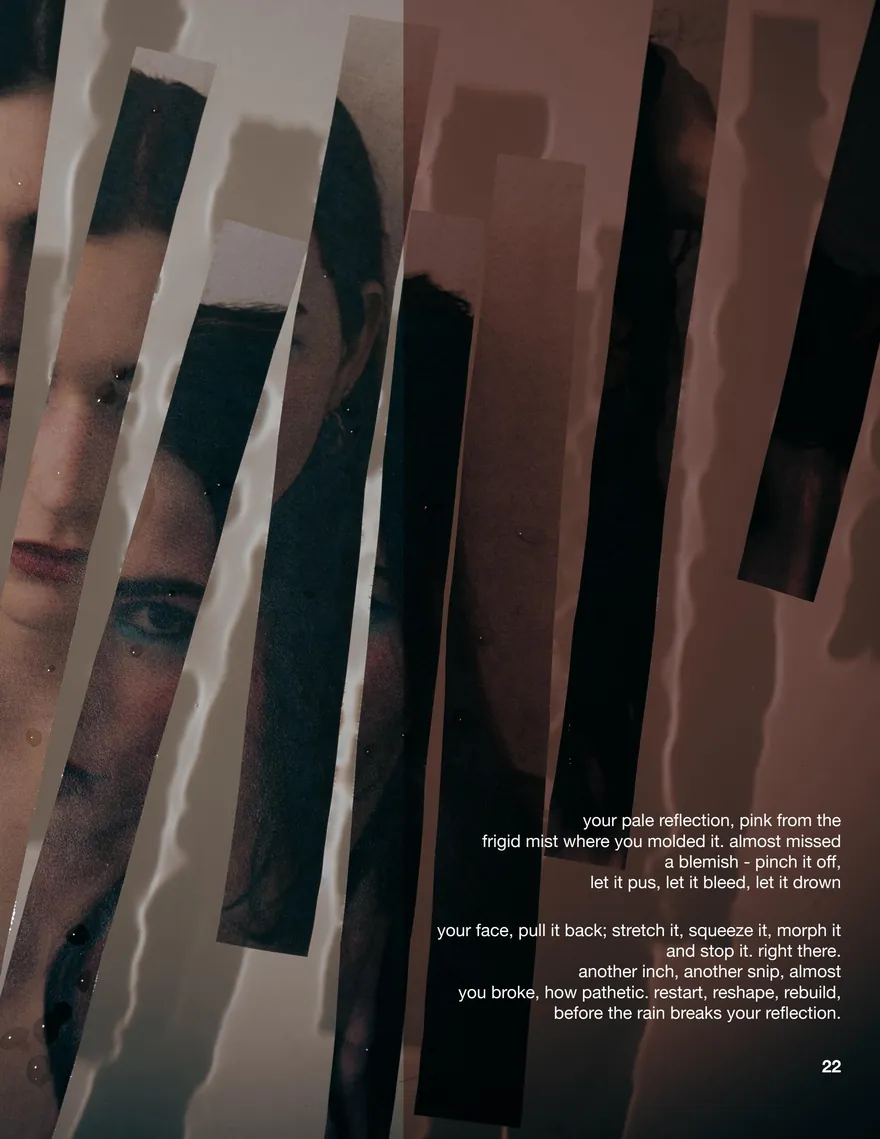 your pale reflection, pink from the
frigid mist where you molded it. almost missed
a blemish - pinch it off,
let it pus, let it bleed, let it drown
your face, pull it back; stretch it, squeeze it, morph it
and stop it. right there.
another inch, another snip, almost
you broke, how pathetic. restart, reshape, rebuild,
before the rain breaks your reflection.
22